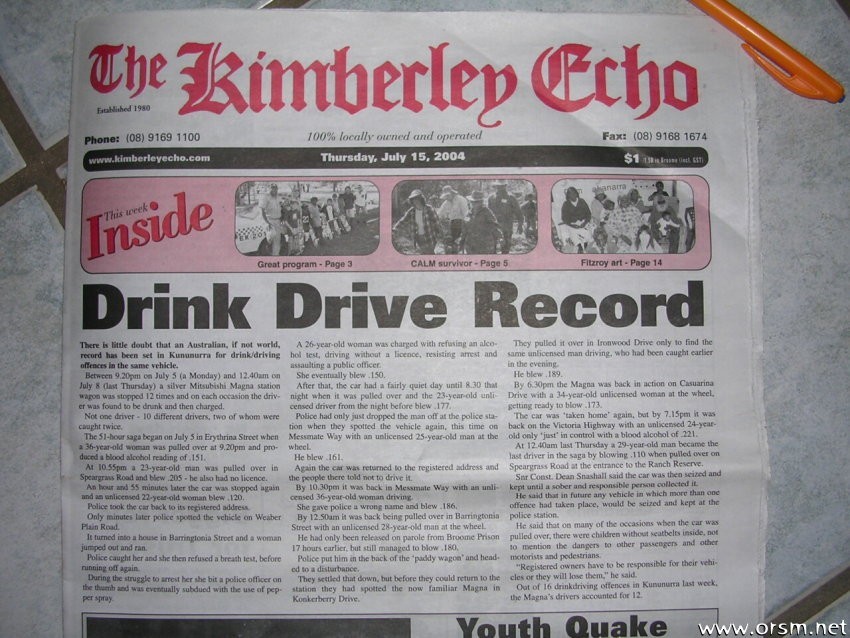 The Kimberley Echo
Established 1980
Phone: (08) 9169 1100
100% locally owned and operated
Fax: (08) 9168 1674
www.kimberleyecho.com
Thursday, July 15, 2004
$1
This week
Inside
Great program - Page 3
CALM survivor - Page 5
Fitzroy art - Page 14
Drink Drive Record
There is little doubt that an Australian, if not world,
record has been set in Kununurra for drink/driving
offences in the same vehicle.
Between 9.20pm on July 5 (a Monday) and 12.40am on
July 8 (last Thursday) a silver Mitsubishi Magna station
wagon was stopped 12 times and on each occasion the driv-
er was found to be drunk and then charged.
Not one driver - 10 different drivers, two of whom were
caught twice.
The 51-hour saga began on July 5 in Erythrina Street when
a 36-year-old woman was pulled over at 9.20pm and pro-
duced a blood alcohol reading of .151.
At 10.55pm a 23-year-old man was pulled over in
Speargrass Road and blew .205 - he also had no licence.
An hour and 55 minutes later the car was stopped again
and an unlicensed 22-year-old woman blew .120.
Police took the car back to its registered address.
Only minutes later police spotted the vehicle on Weaber
Plain Road.
It turned into a house in Barringtonia Street and a woman
jumped out and ran.
Police caught her and she then refused a breath test, before
running off again.
During the struggle to arrest her she bit a police officer on
the thumb and was eventually subdued with the use of pep-
per spray.
A 26-year-old woman was charged with refusing an alco-
hol test, driving without a licence, resisting arrest and
assaulting a public officer.
She eventually blew .150.
After that, the car had a fairly quiet day until 8.30 that
night when it was pulled over and the 23-year-old unli-
censed driver from the night before blew .177.
Police had only just dropped the man off at the police sta-
tion when they spotted the vehicle again, this time on
Messmate Way with an unlicensed 25-year-old man at the
wheel.
He blew .161.
Again the car was returned to the registered address and
the people there told not to drive it.
By 10.30pm it was back in Messmate Way with an unli-
censed 36-year-old woman driving.
She gave police a wrong name and blew .186.
By 12.50am it was back being pulled over in Barringtonia
Street with an unlicensed 28-year-old man at the wheel.
He had only been released on parole from Broome Prison
17 hours earlier, but still managed to blow .180.
Police put him in the back of the 'paddy wagon' and head-
ed to a disturbance.
They settled that down, but before they could return to the
station they had spotted the now familiar Magna in
Konkerberry Drive.
They pulled it over in Ironwood Drive only to find the
same unlicensed man driving, who had been caught earlier
in the evening.
He blew .189.
By 6.30pm the Magna was back in action on Casuarina
Drive with a 34-year-old unlicensed woman at the wheel,
getting ready to blew .173.
The car was 'taken home' again, but by 7.15pm it was
back on the Victoria Highway with an unlicensed 24-year-
old only 'just' in control with a blood alcohol of .221.
At 12.40am last Thursday a 29-year-old man became the
last driver in the saga by blowing .110 when pulled over on
Speargrass Road at the entrance to the Ranch Reserve.
Snr Const. Dean Snashall said the car was then seized and
kept until a sober and responsible person collected it.
He said that in future any vehicle in which more than one
offence had taken place, would be seized and kept at the
police station.
He said that on many of the occasions when the car was
pulled over, there were children without seatbelts inside, not
to mention the dangers to other passengers and other
motorists and pedestrians.
"Registered owners have to be responsible for their vehi-
cles or they will lose them," he said.
Out of 16 drinkdriving offences in Kununurra last week,
the Magna's drivers accounted for 12.
Youth Quake
www.orsm.net